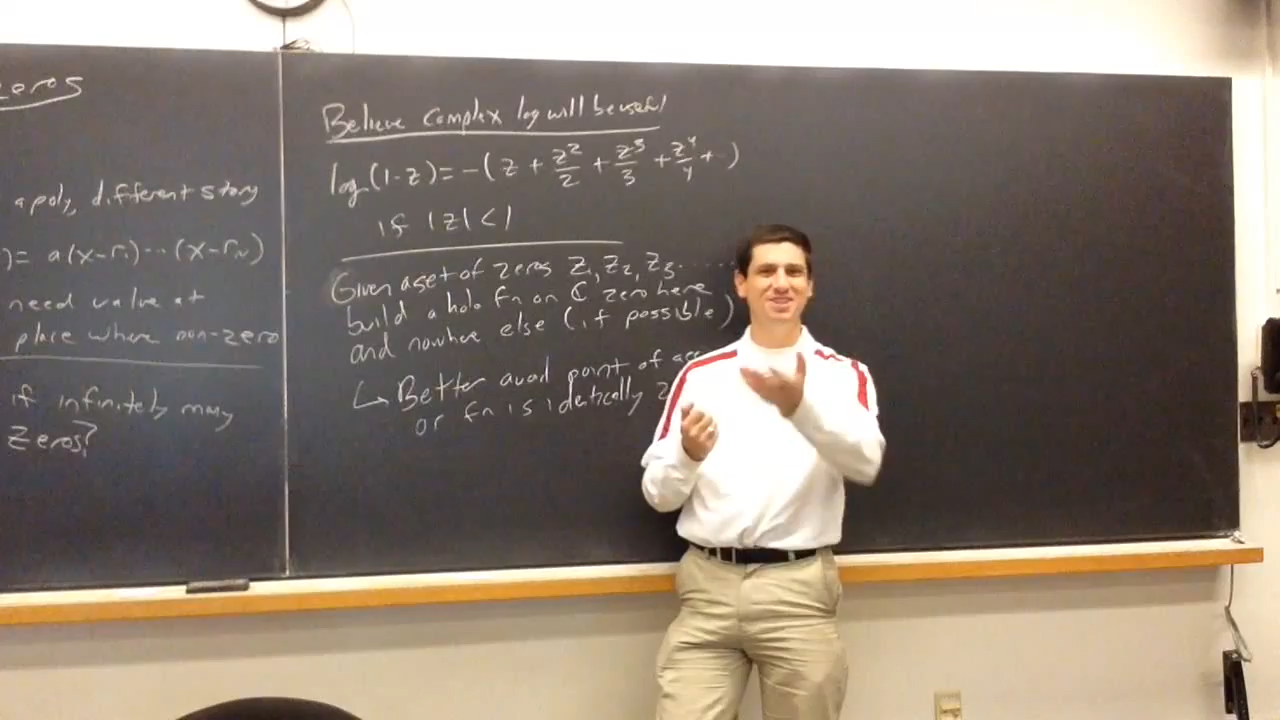 zeros
a poly, different story
)= a(x-r₁)...(x-r_N)
need value at
place where non-zero
if infinitely many
zeros?
Believe complex log will be useful
log(1-z)=-(z+z²/2+z³/3+z⁴/4+..)
if |z|<1
Given a set of zeros z₁, z₂, z₃.....
build a holo fn on ℂ zero here
and nowhere else (if possible)
↳ Better avoid point of acc
or fn is identically